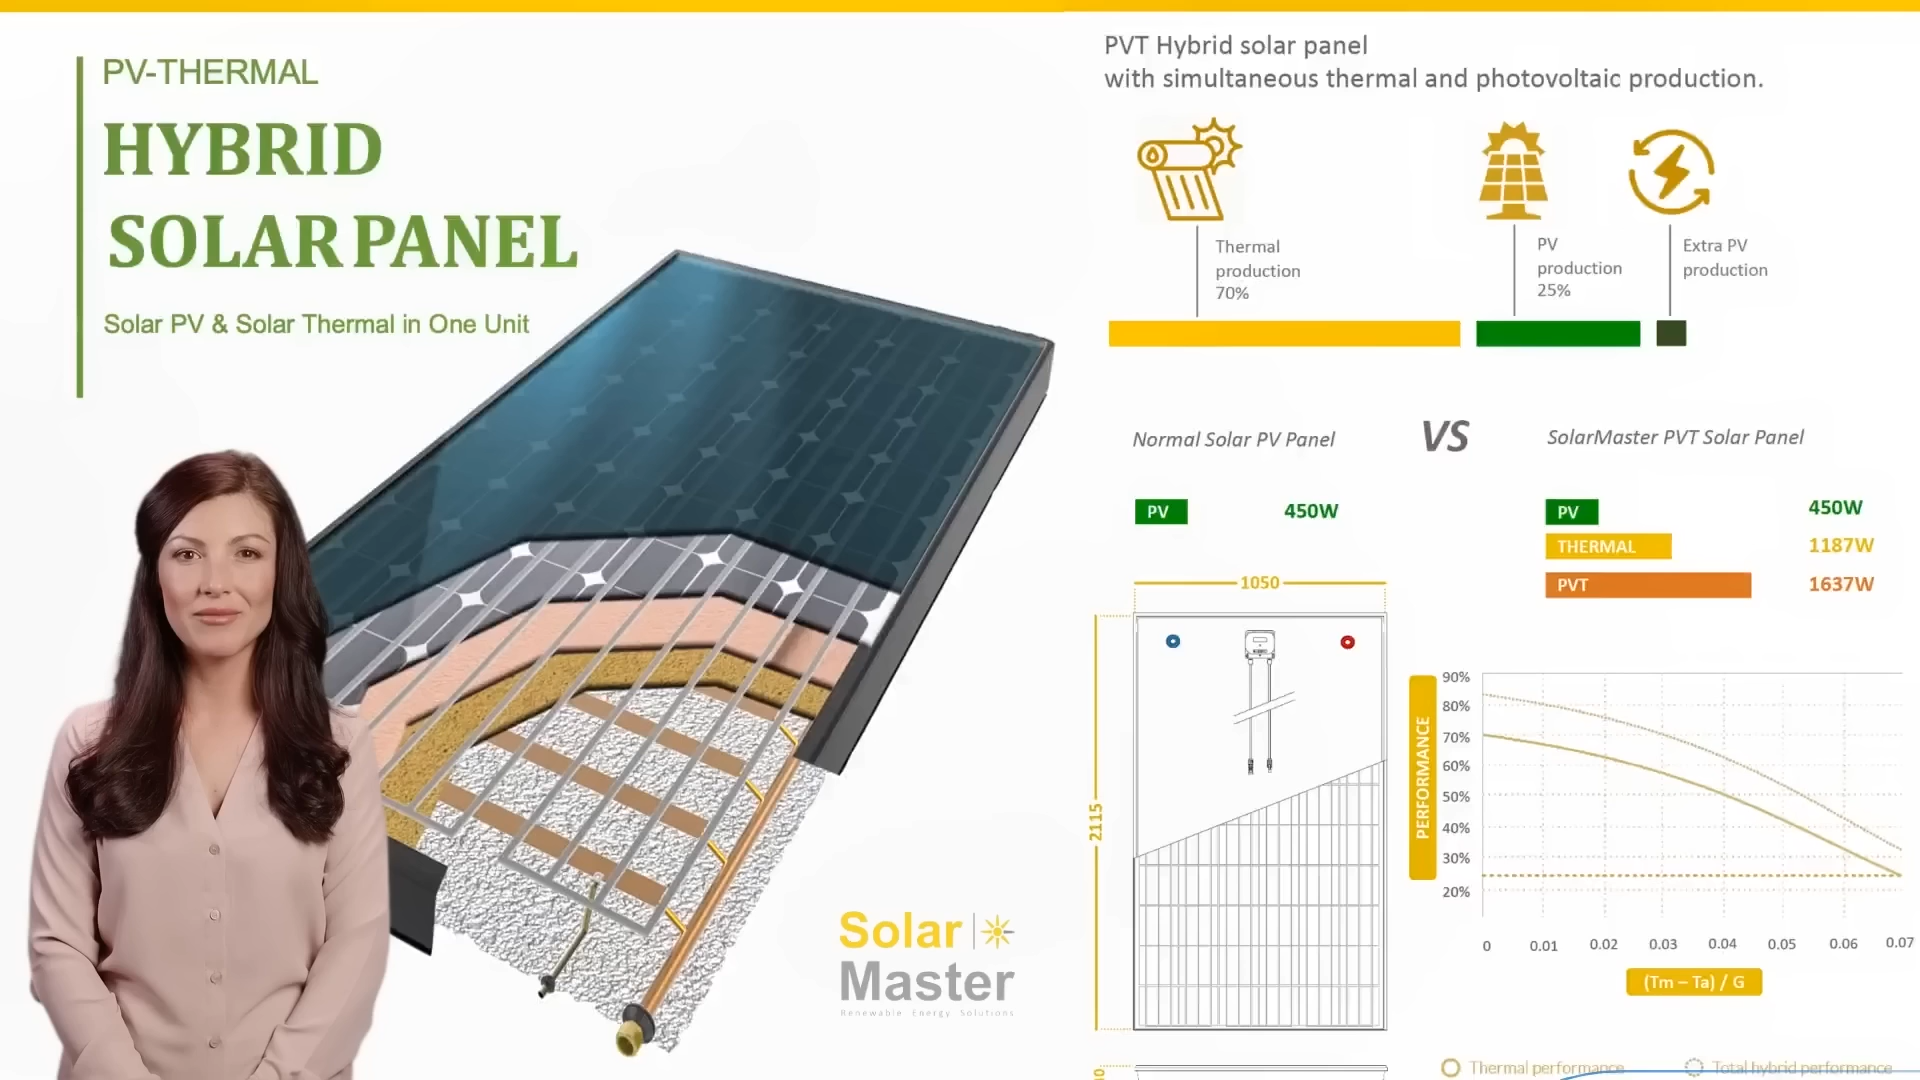 PV-THERMAL
HYBRID
SOLAR PANEL
Solar PV & Solar Thermal in One Unit
Solar
Master
Renewable Energy Solutions
PVT Hybrid solar panel
with simultaneous thermal and photovoltaic production.
Thermal
production
70%
PV
production
25%
Extra PV
production
Normal Solar PV Panel
VS
SolarMaster PVT Solar Panel
PV 450W
PV 450W
THERMAL 1187W
PVT 1637W
1050
2115
PERFORMANCE
90%
80%
70%
60%
50%
40%
30%
20%
0 0.01 0.02 0.03 0.04 0.05 0.06 0.07
(Tm – Ta) / G
Thermal performance
Total hybrid performance